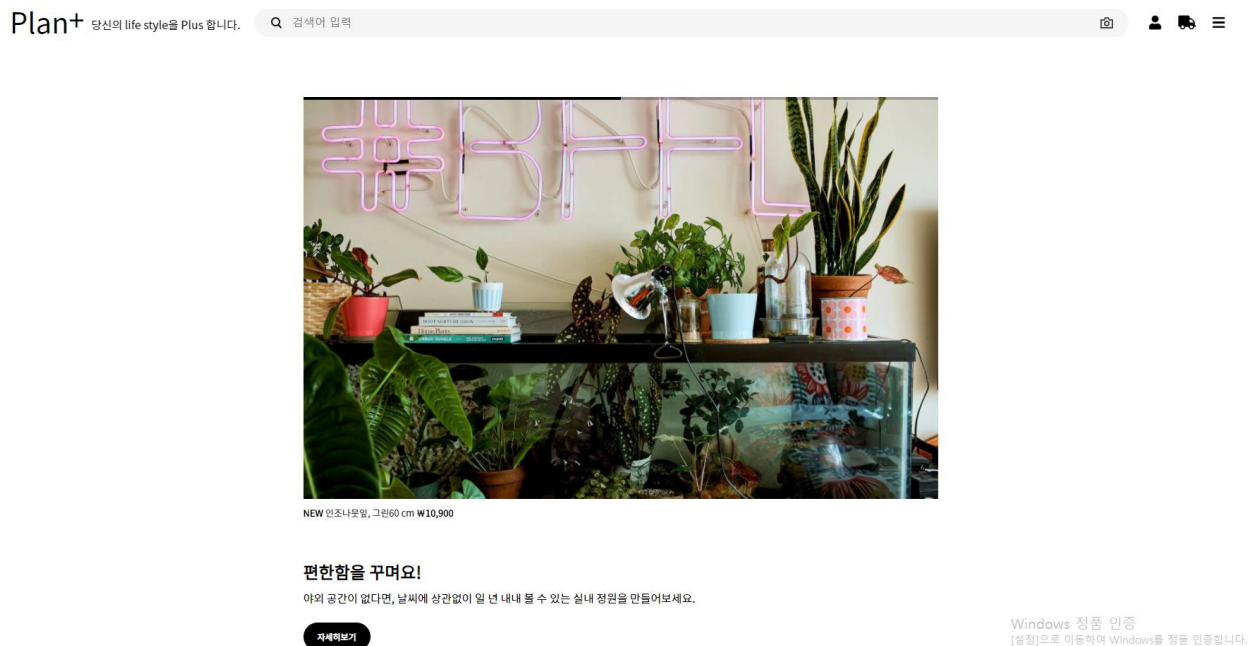 Plan+ 당신의 life style을 Plus 합니다.
검색어 입력
#BFFL
Home Plants
NEW 인조나뭇잎, 그린60 cm ₩10,900
편한함을 꾸며요!
야외 공간이 없다면, 날씨에 상관없이 일 년 내내 볼 수 있는 실내 정원을 만들어보세요.
자세히보기
Windows 정품 인증
[설정]으로 이동하여 Windows를 정품 인증합니다.